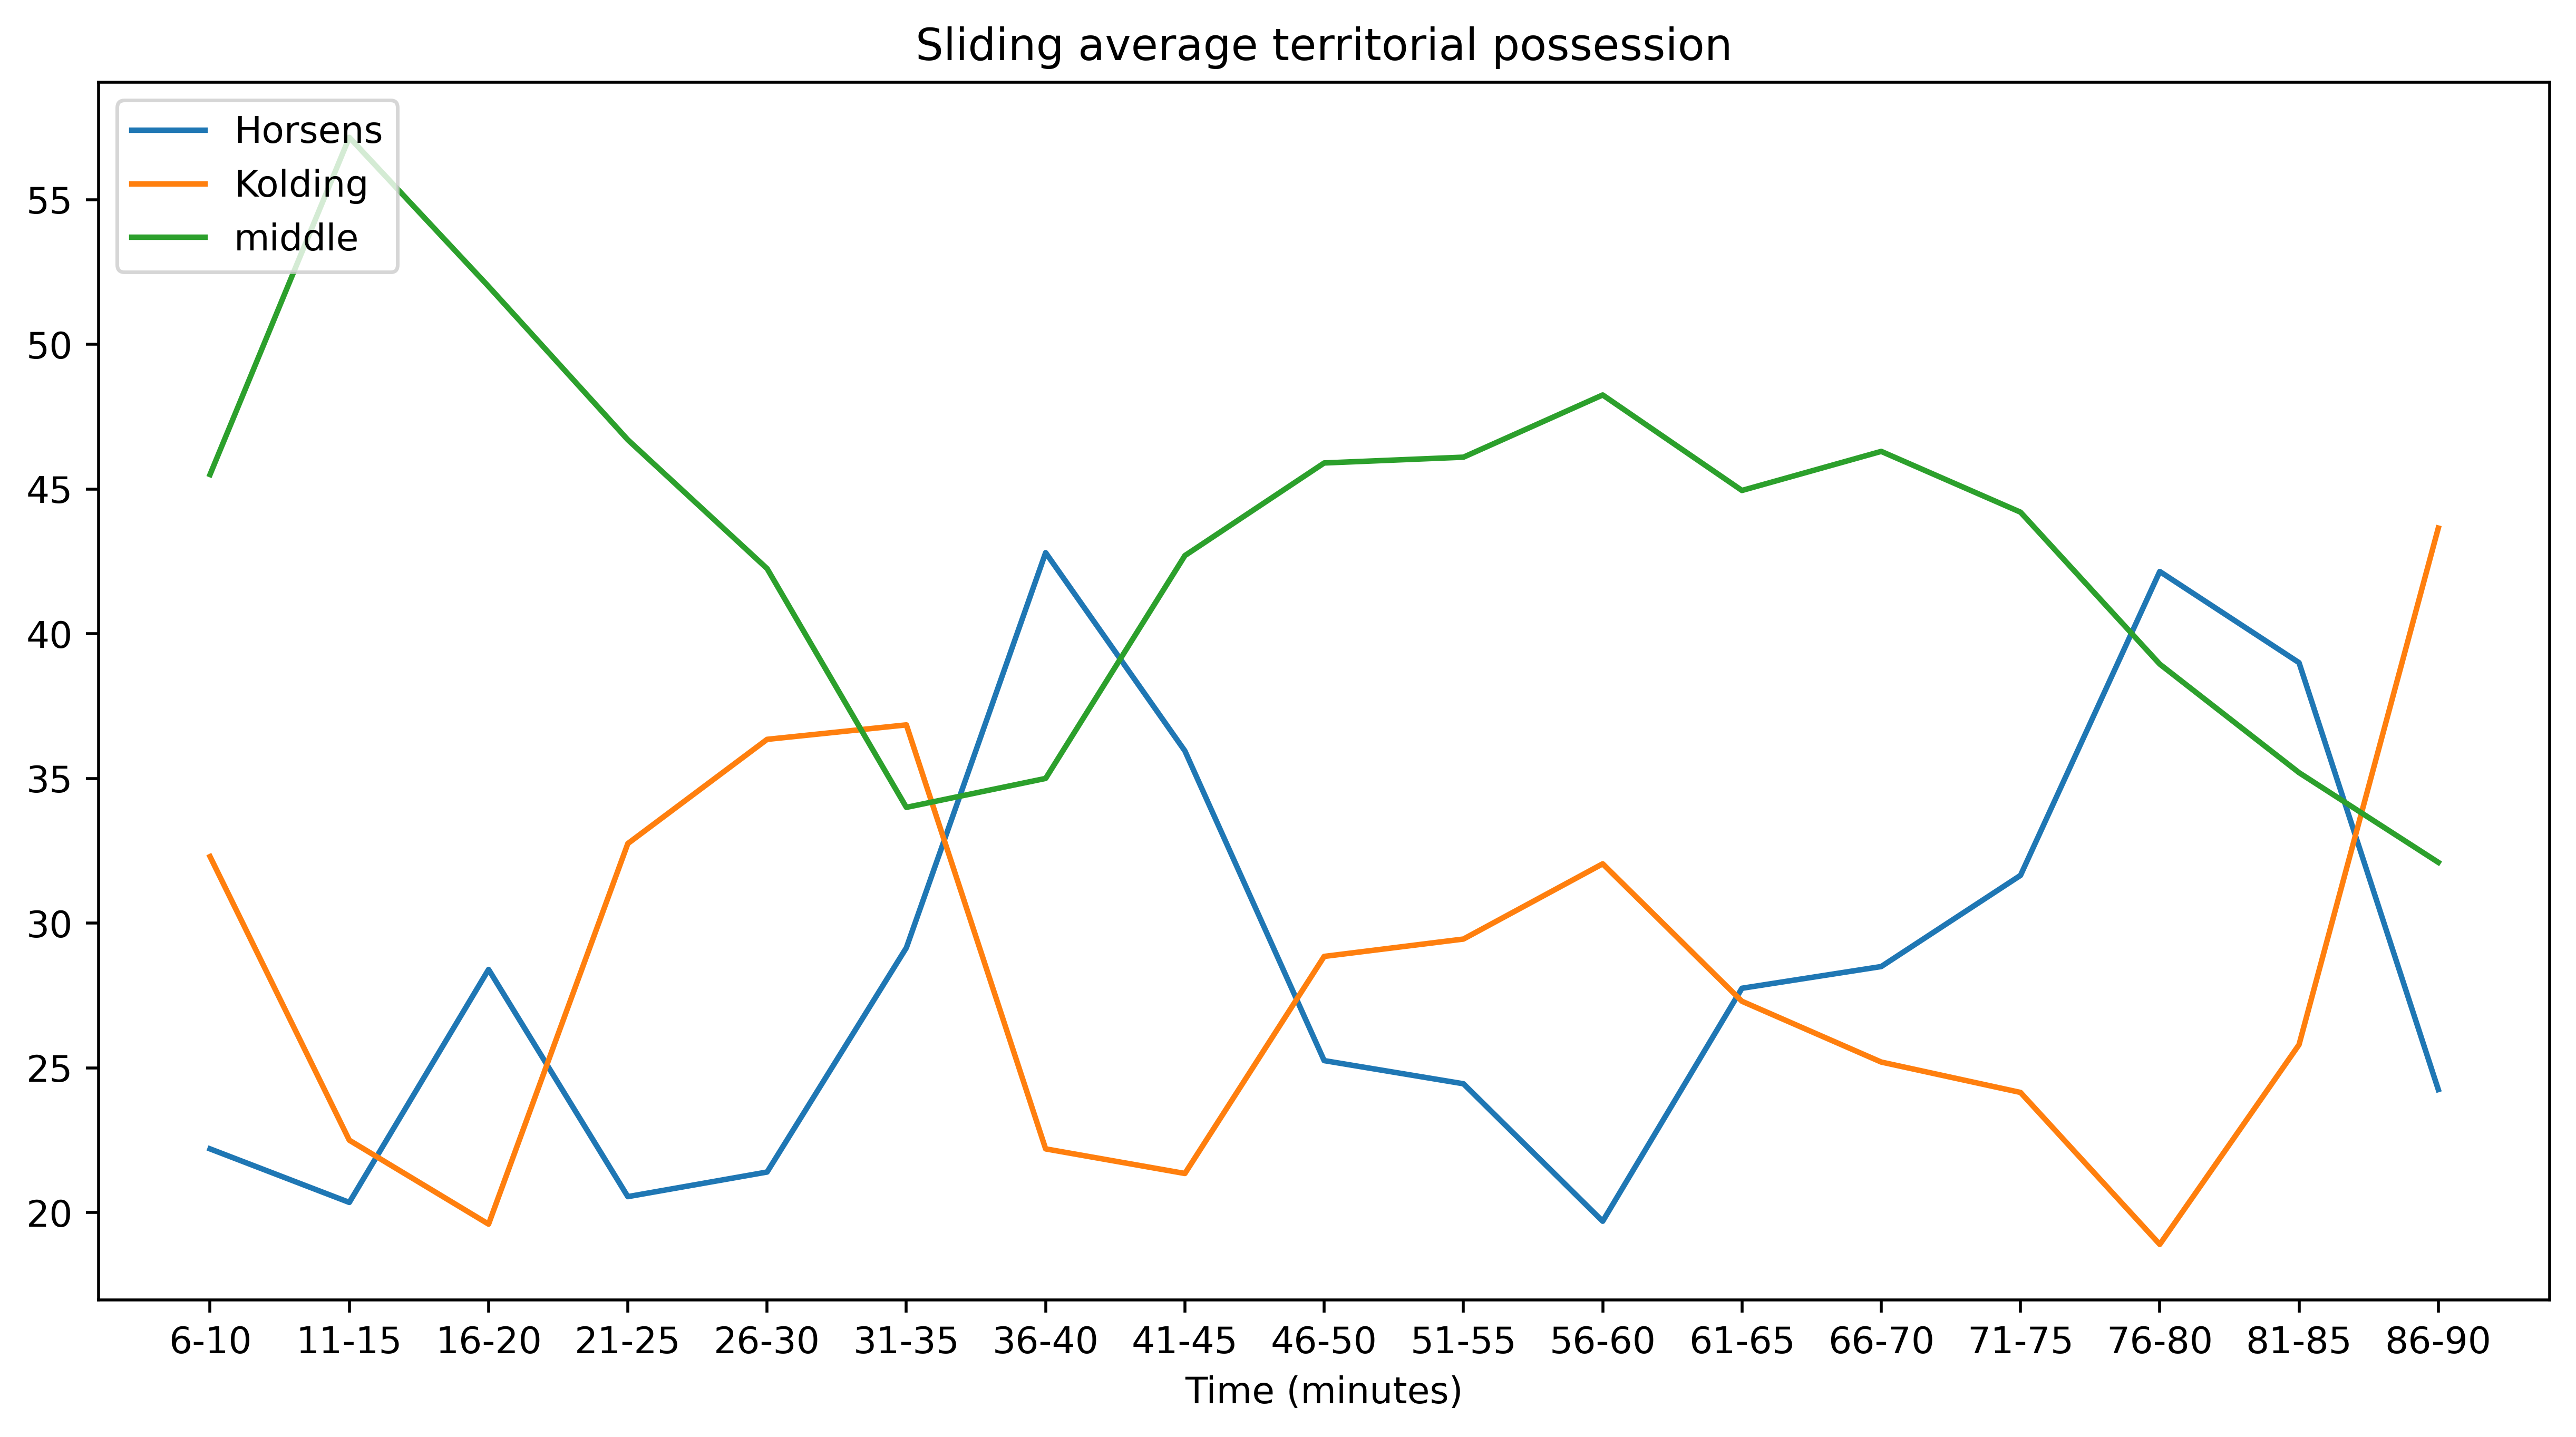 Sliding average territorial possession
Horsens
Kolding
middle
55
50
45
40
35
30
25
20
6-10 11-15 16-20 21-25 26-30 31-35 36-40 41-45 46-50 51-55 56-60 61-65 66-70 71-75 76-80 81-85 86-90
Time (minutes)